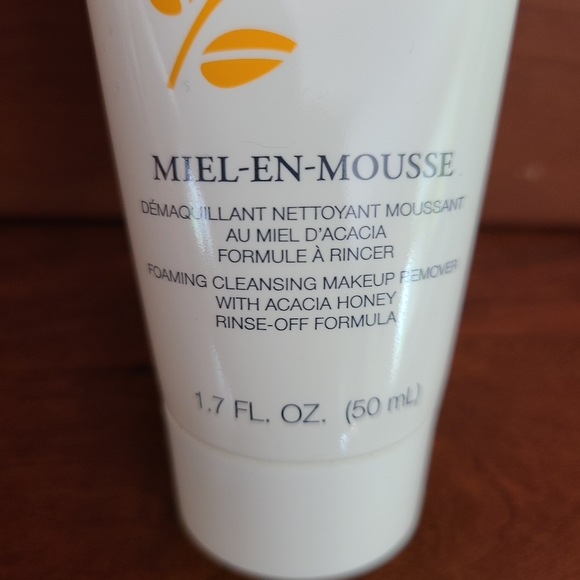 MIEL-EN-MOUSSE
DÉMAQUILLANT NETTOYANT MOUSSANT
AU MIEL D'ACACIA
FORMULE À RINCER
FOAMING CLEANSING MAKEUP REMOVER
WITH ACACIA HONEY
RINSE-OFF FORMULA
1.7 FL. OZ. (50 mL)